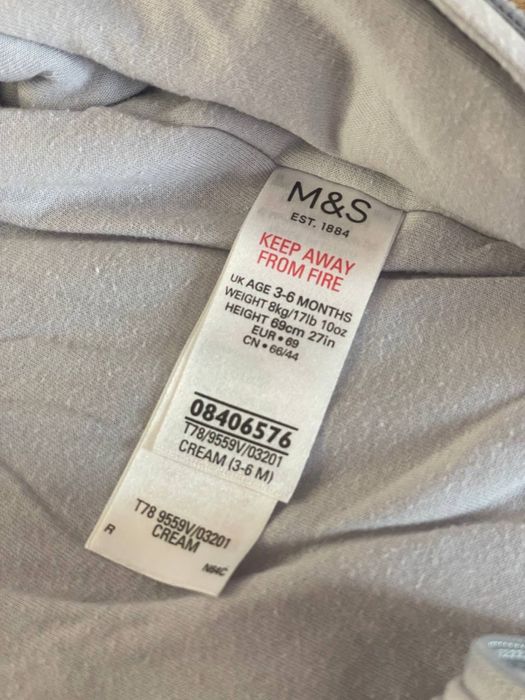 M&S
EST. 1884
KEEP AWAY
FROM FIRE
UK AGE 3-6 MONTHS
WEIGHT 8kg/17lb 10oz
HEIGHT 69cm 27in
EUR • 69
CN • 66/44
08406576
T78/9559V/03201
CREAM (3-6 M)
T78 9559V/03201
CREAM
R
N64C